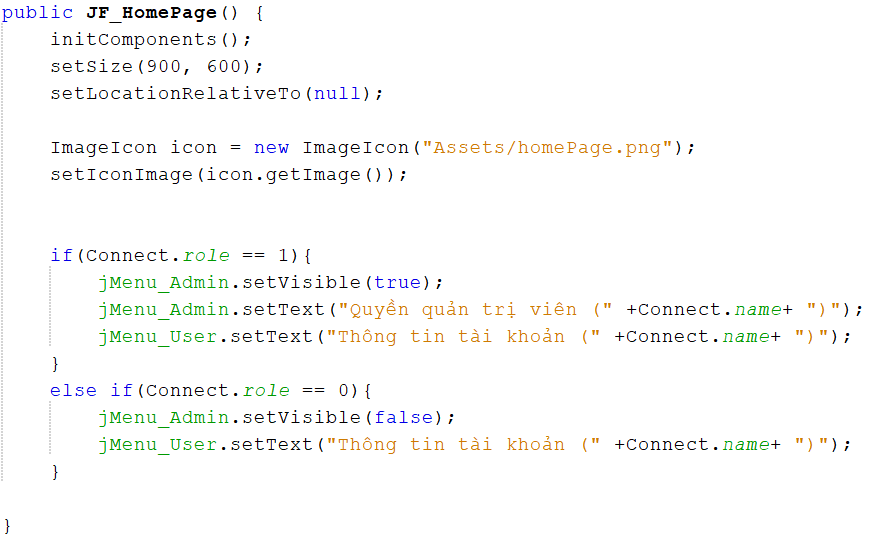 public JF_HomePage() {
    initComponents();
    setSize(900, 600);
    setLocationRelativeTo(null);

    ImageIcon icon = new ImageIcon("Assets/homePage.png");
    setIconImage(icon.getImage());


    if(Connect.role == 1){
        jMenu_Admin.setVisible(true);
        jMenu_Admin.setText("Quyền quản trị viên (" +Connect.name+ ")");
        jMenu_User.setText("Thông tin tài khoản (" +Connect.name+ ")");
    }
    else if(Connect.role == 0){
        jMenu_Admin.setVisible(false);
        jMenu_User.setText("Thông tin tài khoản (" +Connect.name+ ")");
    }

}